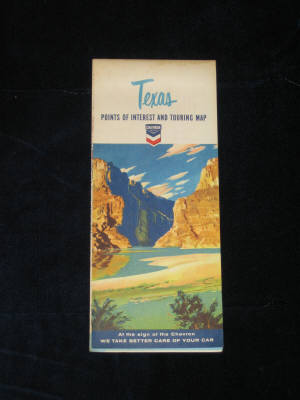 Texas
POINTS OF INTEREST AND TOURING MAP
CHEVRON
At the sign of the Chevron
WE TAKE BETTER CARE OF YOUR CAR